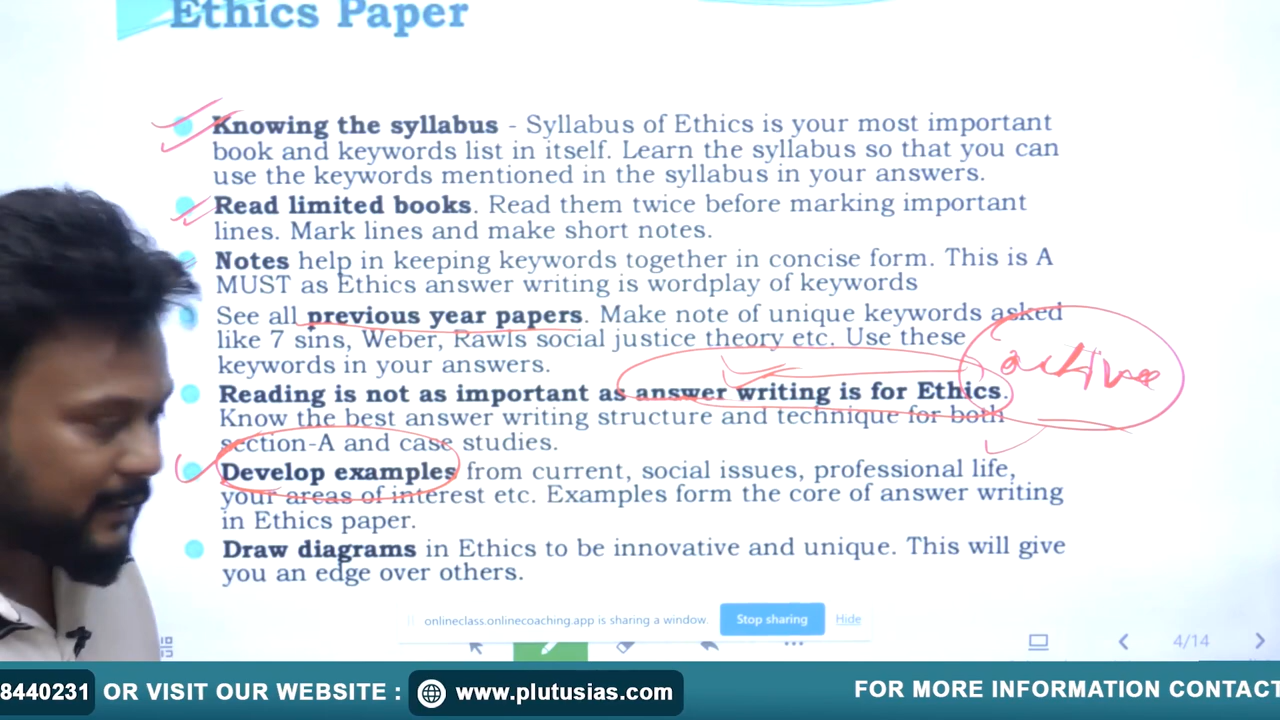 Ethics Paper
Knowing the syllabus - Syllabus of Ethics is your most important
book and keywords list in itself. Learn the syllabus so that you can
use the keywords mentioned in the syllabus in your answers.
Read limited books. Read them twice before marking important
lines. Mark lines and make short notes.
Notes help in keeping keywords together in concise form. This is A
MUST as Ethics answer writing is wordplay of keywords
See all previous year papers. Make note of unique keywords asked
like 7 sins, Weber, Rawls social justice theory etc. Use these
keywords in your answers.
active
Reading is not as important as answer writing is for Ethics.
Know the best answer writing structure and technique for both
section-A and case studies.
Develop examples from current, social issues, professional life,
your areas of interest etc. Examples form the core of answer writing
in Ethics paper.
Draw diagrams in Ethics to be innovative and unique. This will give
you an edge over others.
onlineclass.onlinecoaching.app is sharing a window. Stop sharing Hide
4/14
8440231 OR VISIT OUR WEBSITE : www.plutusias.com FOR MORE INFORMATION CONTACT